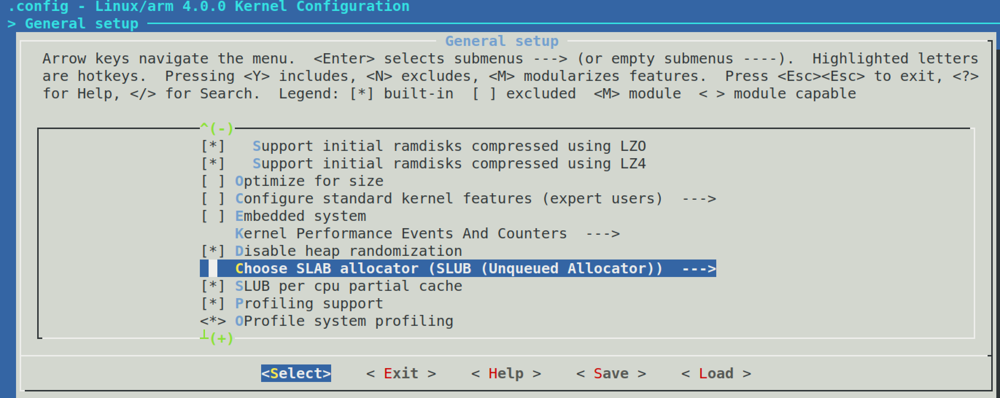 .config - Linux/arm 4.0.0 Kernel Configuration
> General setup
General setup
Arrow keys navigate the menu.  <Enter> selects submenus ---> (or empty submenus ----).  Highlighted letters
are hotkeys.  Pressing <Y> includes, <N> excludes, <M> modularizes features.  Press <Esc><Esc> to exit, <?>
for Help, </> for Search.  Legend: [*] built-in  [ ] excluded  <M> module  < > module capable
^(-)
[*]   Support initial ramdisks compressed using LZO
[*]   Support initial ramdisks compressed using LZ4
[ ] Optimize for size
[ ] Configure standard kernel features (expert users)  --->
[ ] Embedded system
Kernel Performance Events And Counters  --->
[*] Disable heap randomization
Choose SLAB allocator (SLUB (Unqueued Allocator))  --->
[*] SLUB per cpu partial cache
[*] Profiling support
<*> OProfile system profiling
┴(+)
<Select>    < Exit >    < Help >    < Save >    < Load >